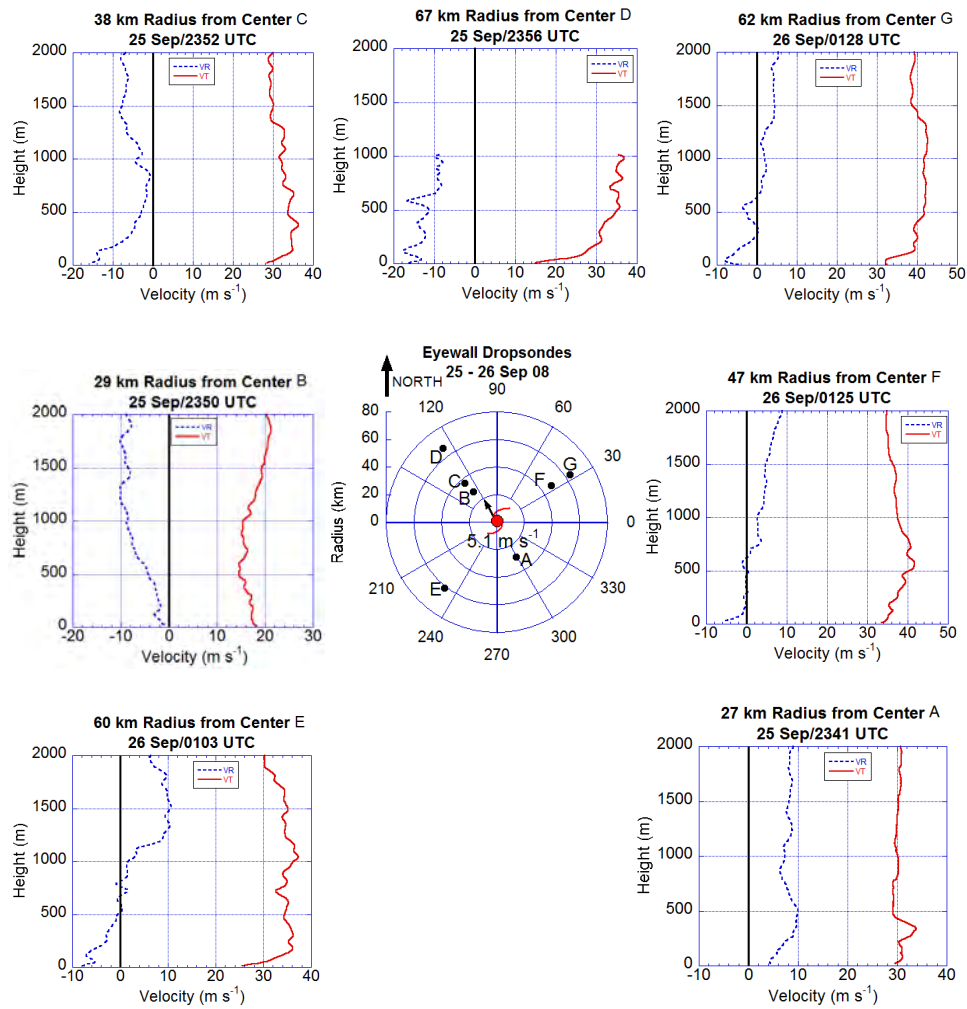 38 km Radius from Center C
25 Sep/2352 UTC
2000
1500
1000
500
0
Height (m)
VR
VT
-20 -10 0 10 20 30 40
Velocity (m s-1)
67 km Radius from Center D
25 Sep/2356 UTC
2000
1500
1000
500
0
Height (m)
VR
VT
-20 -10 0 10 20 30 40
Velocity (m s-1)
62 km Radius from Center G
26 Sep/0128 UTC
2000
1500
1000
500
0
Height (m)
VR
VT
-10 0 10 20 30 40 50
Velocity (m s-1)
29 km Radius from Center B
25 Sep/2350 UTC
2000
1500
1000
500
0
Height (m)
VR
VT
-20 -10 0 10 20 30
Velocity (m s-1)
Eyewall Dropsondes
25 - 26 Sep 08
NORTH
90
120 60
80
60
40
20
0
Radius (km)
30
0
330
300
270
240
210
D
C
B
F
G
5.1 m s-1
A
E
47 km Radius from Center F
26 Sep/0125 UTC
2000
1500
1000
500
0
Height (m)
VR
VT
-10 0 10 20 30 40 50
Velocity (m s-1)
60 km Radius from Center E
26 Sep/0103 UTC
2000
1500
1000
500
0
Height (m)
VR
VT
-10 0 10 20 30 40
Velocity (m s-1)
27 km Radius from Center A
25 Sep/2341 UTC
2000
1500
1000
500
0
Height (m)
VR
VT
-10 0 10 20 30 40
Velocity (m s-1)